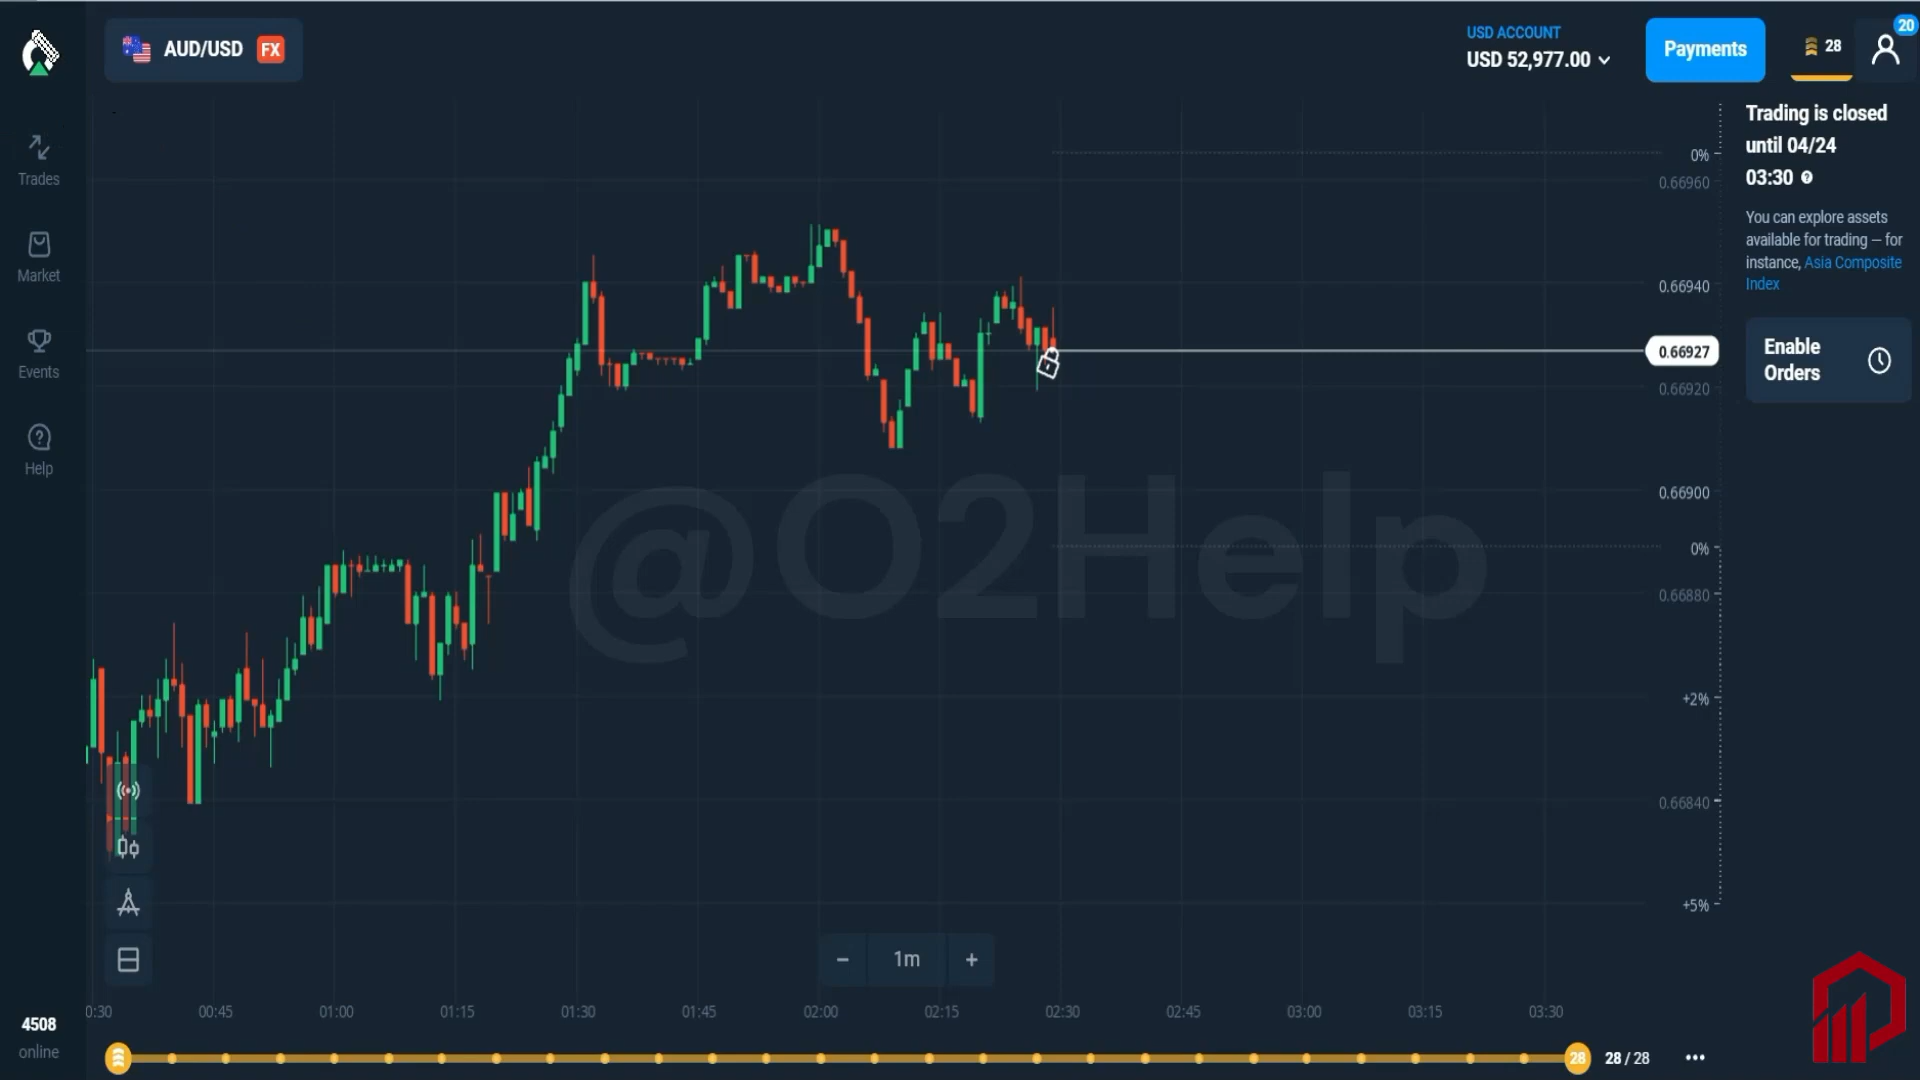 AUD/USD FX
USD ACCOUNT
USD 52,977.00
Payments
28
20
Trades
Market
Events
Help
4508
online
Trading is closed
until 04/24
03:30
You can explore assets
available for trading – for
instance, Asia Composite
Index
Enable
Orders
0%
0.66960
0.66940
0.66927
0.66920
0.66900
0%
0.66880
+2%
0.66840
+5%
@O2Help
− 1m +
0:30 00:45 01:00 01:15 01:30 01:45 02:00 02:15 02:30 02:45 03:00 03:15 03:30
28 28 / 28